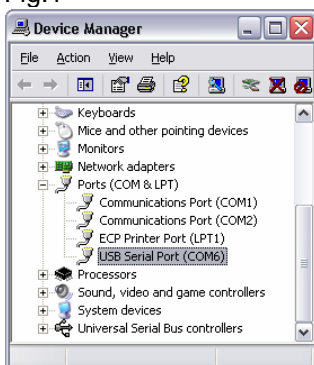 Device Manager
File Action View Help
Keyboards
Mice and other pointing devices
Monitors
Network adapters
Ports (COM & LPT)
Communications Port (COM1)
Communications Port (COM2)
ECP Printer Port (LPT1)
USB Serial Port (COM6)
Processors
Sound, video and game controllers
System devices
Universal Serial Bus controllers